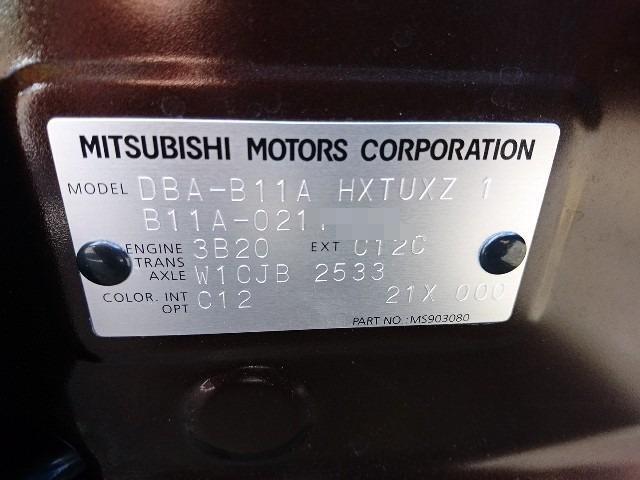 MITSUBISHI MOTORS CORPORATION
MODEL DBA-B11A HXTUXZ 1
B11A-021
ENGINE 3B20 EXT C12C
TRANS
AXLE W1CJB 2533
COLOR. INT C12 21X 000
OPT
PART NO : MS903080